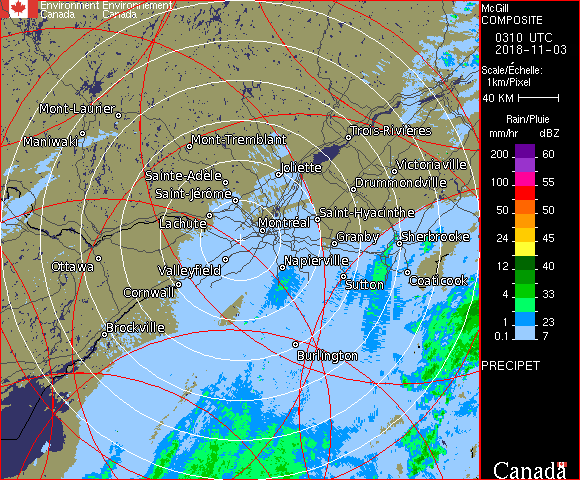 Environment Environnement
Canada Canada
McGill
COMPOSITE
0310 UTC
2018-11-03
Scale/Échelle:
1km/Pixel
40 KM
Rain/Pluie
mm/hr dBZ
200 60
100 55
50 50
24 45
12 40
4 33
1 23
0.1 7
PRECIPET
Canada
Mont-Laurier
Maniwaki
Mont-Tremblant
Trois-Rivières
Sainte-Adèle
Joliette
Victoriaville
Saint-Jérôme
Drummondville
Lachute
Montréal
Saint-Hyacinthe
Granby
Sherbrooke
Ottawa
Valleyfield
Napierville
Cornwall
Sutton
Coaticook
Brockville
Burlington